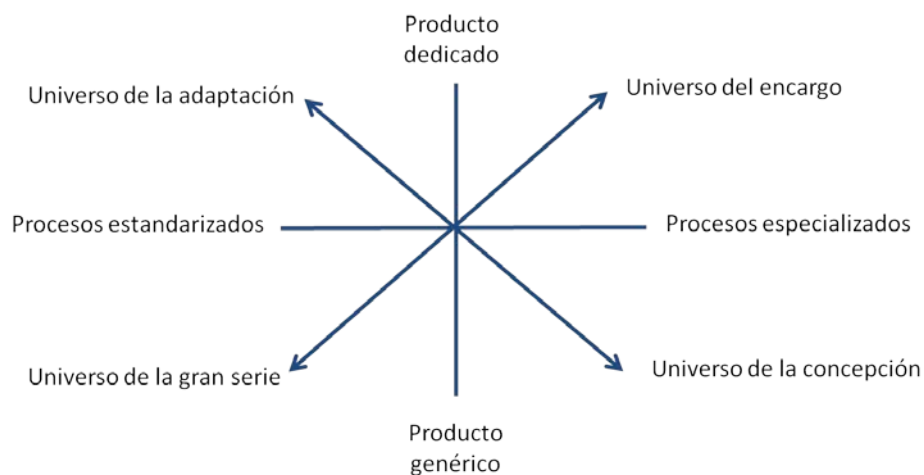 Producto
dedicado
Universo de la adaptación
Universo del encargo
Procesos estandarizados
Procesos especializados
Universo de la gran serie
Universo de la concepción
Producto
genérico